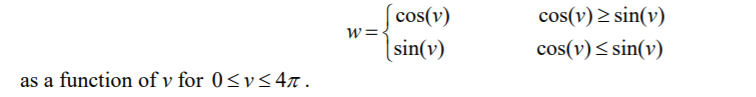 w = { cos(v) cos(v) ≥ sin(v)
sin(v) cos(v) ≤ sin(v)
as a function of v for 0 ≤ v ≤ 4π .